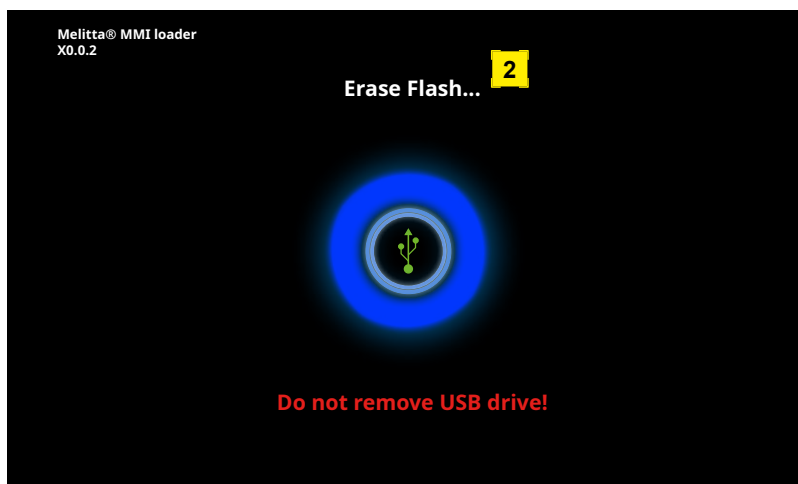 Melitta® MMI loader
X0.0.2
2
Erase Flash...
Do not remove USB drive!